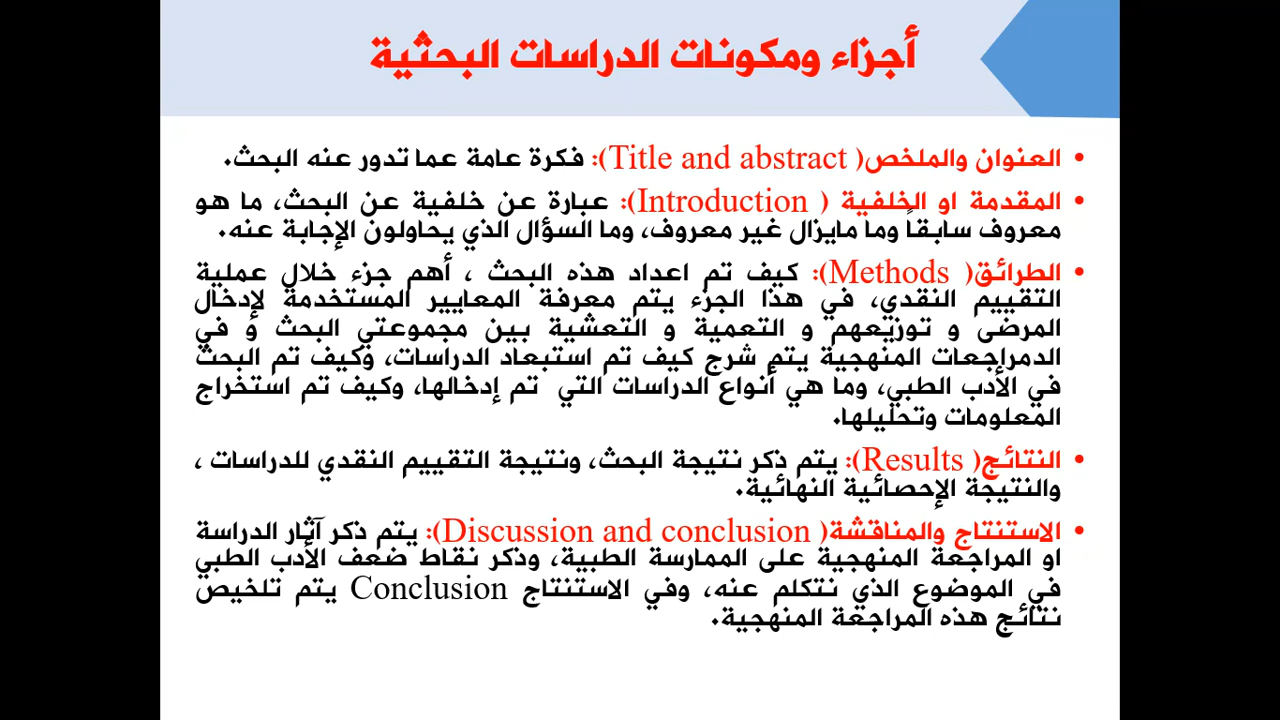 أجزاء ومكونات الدراسات البحثية
• العنوان والملخص( Title and abstract): فكرة عامة عما تدور عنه البحث.
• المقدمة او الخلفية ( Introduction): عبارة عن خلفية عن البحث، ما هو
معروف سابقاً وما مايزال غير معروف، وما السؤال الذي يحاولون الإجابة عنه.
• الطرائق( Methods): كيف تم اعداد هذه البحث ، أهم جزء خلال عملية
التقييم النقدي، في هذا الجزء يتم معرفة المعايير المستخدمة لإدخال
المرضى و توزيعهم و التعمية و التعشية بين مجموعتي البحث و في
الدمراجعات المنهجية يتم شرح كيف تم استبعاد الدراسات، وكيف تم البحث
في الأدب الطبي، وما هي أنواع الدراسات التي تم إدخالها، وكيف تم استخراج
المعلومات وتحليلها.
• النتائج( Results): يتم ذكر نتيجة البحث، ونتيجة التقييم النقدي للدراسات ،
والنتيجة الإحصائية النهائية.
• الاستنتاج والمناقشة( Discussion and conclusion): يتم ذكر آثار الدراسة
او المراجعة المنهجية على الممارسة الطبية، وذكر نقاط ضعف الأدب الطبي
في الموضوع الذي نتكلم عنه، وفي الاستنتاج Conclusion يتم تلخيص
نتائج هذه المراجعة المنهجية.